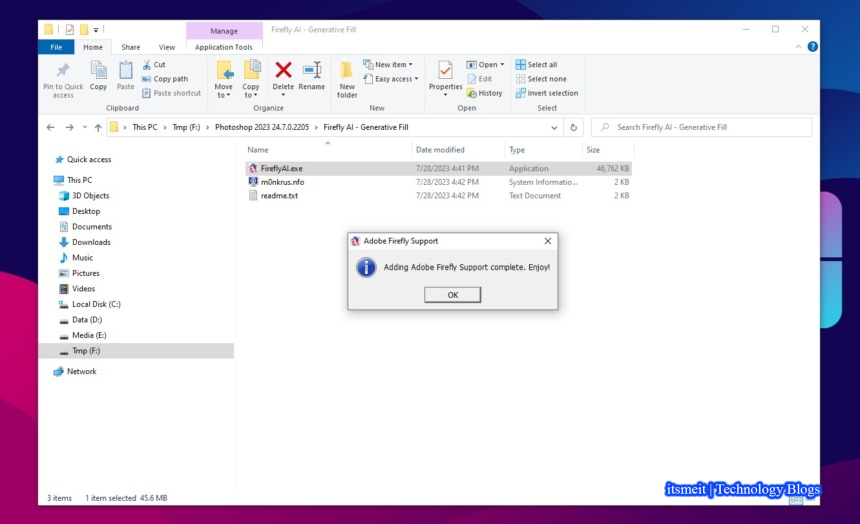 Manage
Firefly AI - Generative Fill
File
Home
Share
View
Application Tools
Pin to Quick access
Copy
Paste
Cut
Copy path
Paste shortcut
Clipboard
Move to
Copy to
Delete
Rename
Organize
New folder
New item
Easy access
New
Properties
Open
Edit
History
Open
Select all
Select none
Invert selection
Select
This PC > Tmp (F:) > Photoshop 2023 24.7.0.2205 > Firefly AI - Generative Fill
Search Firefly AI - Generative Fill
Name
Date modified
Type
Size
FireflyAI.exe 7/28/2023 4:41 PM Application 46,762 KB
m0nkrus.nfo 7/28/2023 4:42 PM System Informatio... 2 KB
readme.txt 7/28/2023 4:42 PM Text Document 2 KB
Quick access
This PC
3D Objects
Desktop
Documents
Downloads
Music
Pictures
Videos
Local Disk (C:)
Data (D:)
Media (E:)
Tmp (F:)
Network
Adobe Firefly Support
Adding Adobe Firefly Support complete. Enjoy!
OK
3 items 1 item selected 45.6 MB
itsmeit | Technology Blogs